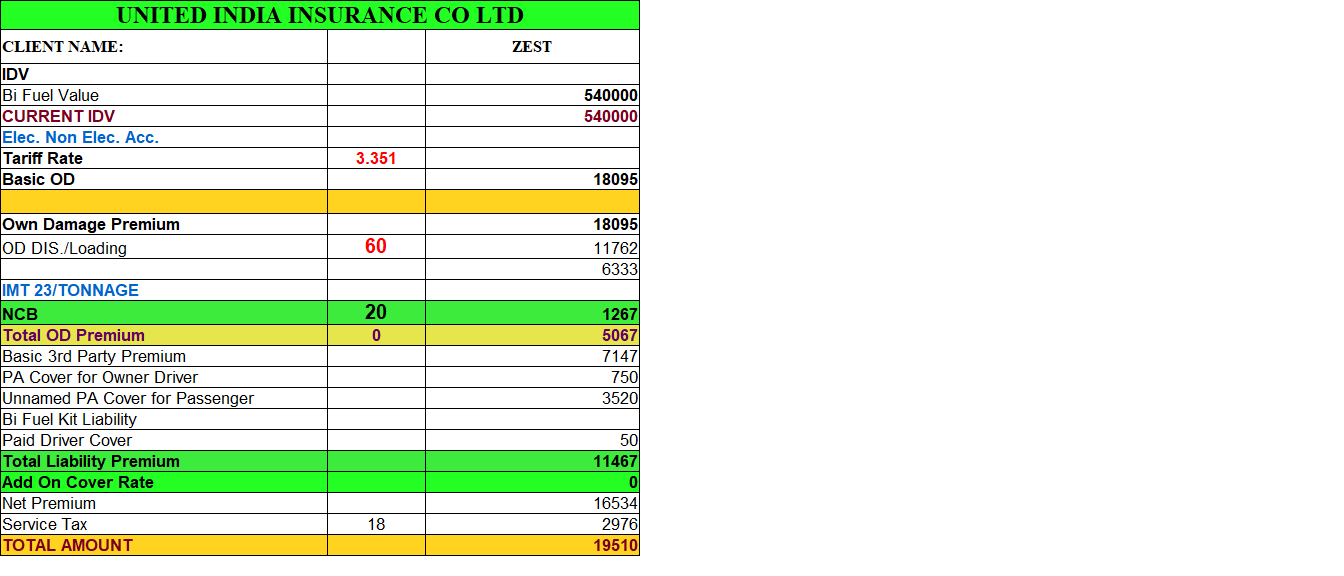 UNITED INDIA INSURANCE CO LTD
CLIENT NAME: ZEST
IDV
Bi Fuel Value 540000
CURRENT IDV 540000
Elec. Non Elec. Acc.
Tariff Rate 3.351
Basic OD 18095
Own Damage Premium 18095
OD DIS./Loading 60 11762
6333
IMT 23/TONNAGE
NCB 20 1267
Total OD Premium 0 5067
Basic 3rd Party Premium 7147
PA Cover for Owner Driver 750
Unnamed PA Cover for Passenger 3520
Bi Fuel Kit Liability
Paid Driver Cover 50
Total Liability Premium 11467
Add On Cover Rate 0
Net Premium 16534
Service Tax 18 2976
TOTAL AMOUNT 19510